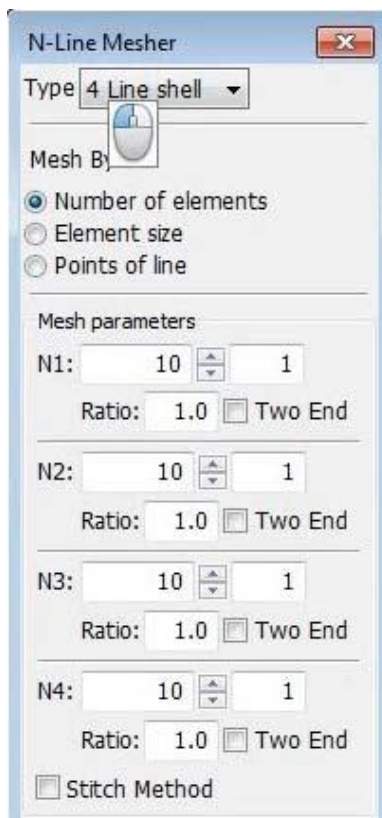 N-Line Mesher
Type 4 Line shell
Mesh By
Number of elements
Element size
Points of line
Mesh parameters
N1: 10 1
Ratio: 1.0 Two End
N2: 10 1
Ratio: 1.0 Two End
N3: 10 1
Ratio: 1.0 Two End
N4: 10 1
Ratio: 1.0 Two End
Stitch Method